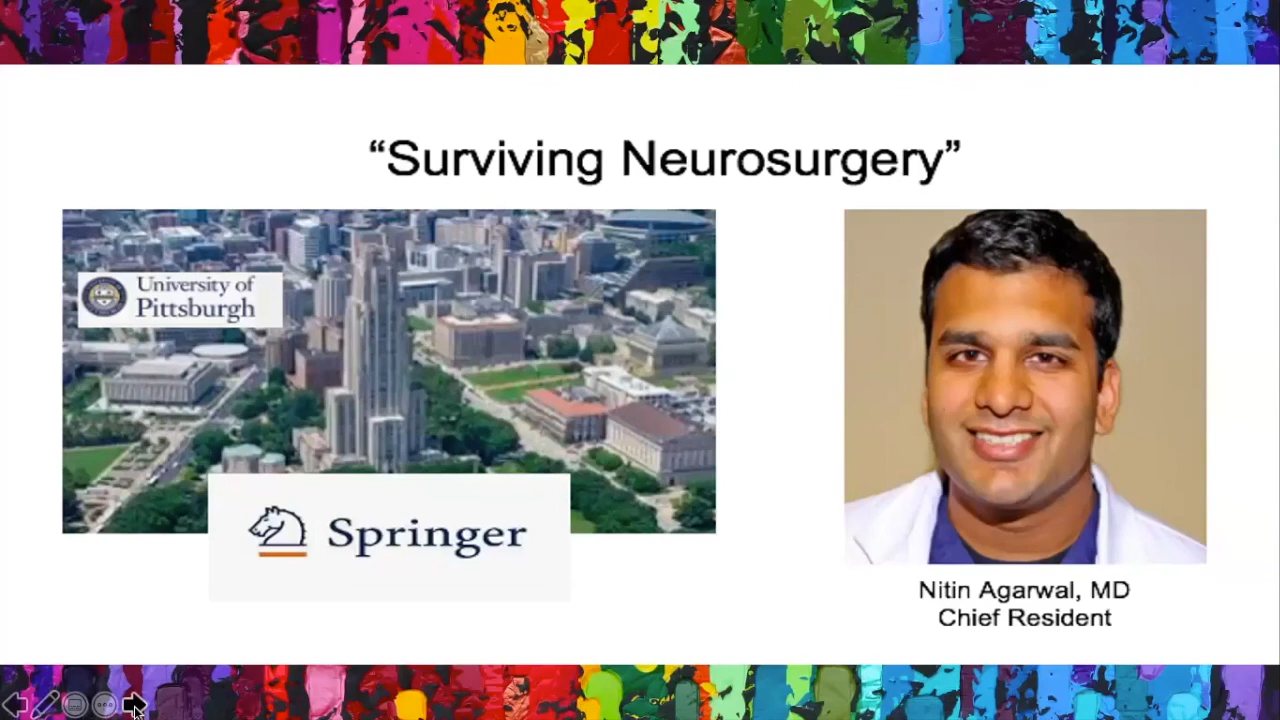 “Surviving Neurosurgery”
University of
Pittsburgh
Springer
Nitin Agarwal, MD
Chief Resident